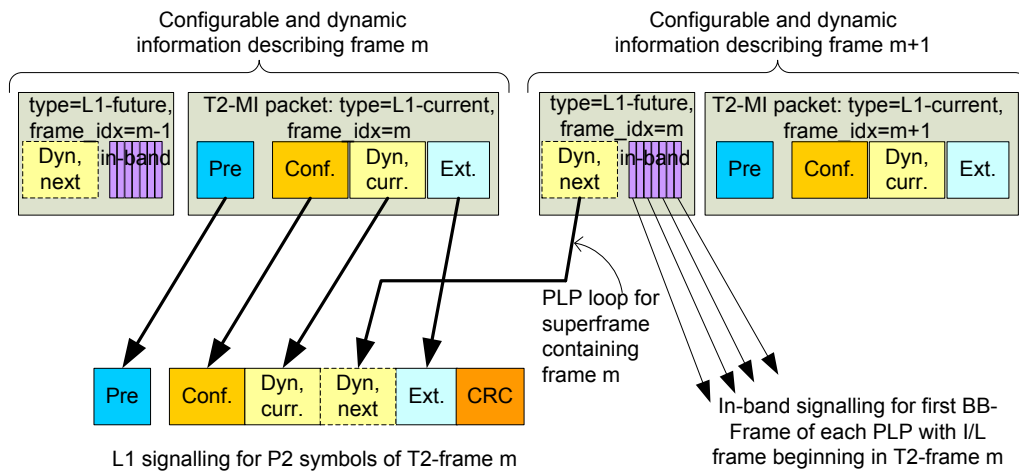 Configurable and dynamic
information describing frame m
Configurable and dynamic
information describing frame m+1
type=L1-future,
frame_idx=m-1
in-band
Dyn,
next
T2-MI packet: type=L1-current,
frame_idx=m
Pre
Conf.
Dyn,
curr.
Ext.
type=L1-future,
frame_idx=m
in-band
Dyn,
next
T2-MI packet: type=L1-current,
frame_idx=m+1
Pre
Conf.
Dyn,
curr.
Ext.
PLP loop for
superframe
containing
frame m
Pre
Conf.
Dyn,
curr.
Dyn,
next
Ext.
CRC
L1 signalling for P2 symbols of T2-frame m
In-band signalling for first BB-
Frame of each PLP with I/L
frame beginning in T2-frame m